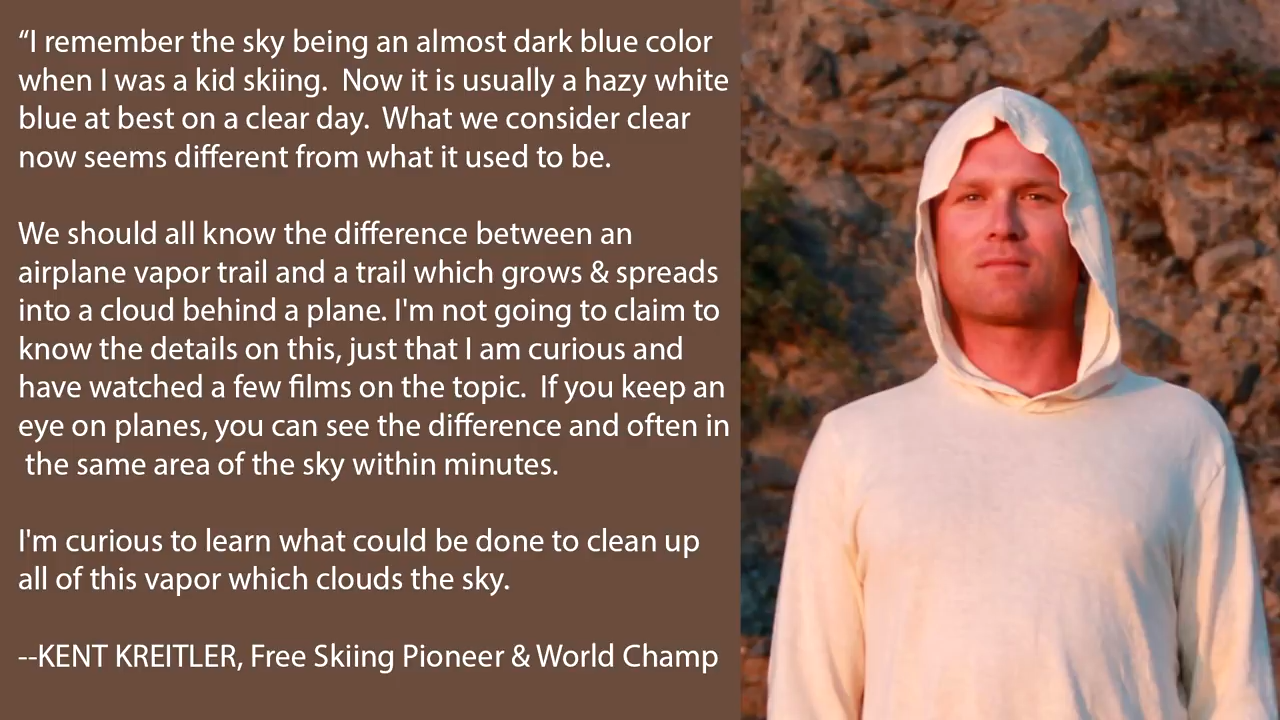 “I remember the sky being an almost dark blue color
when I was a kid skiing.  Now it is usually a hazy white
blue at best on a clear day.  What we consider clear
now seems different from what it used to be.
We should all know the difference between an
airplane vapor trail and a trail which grows & spreads
into a cloud behind a plane. I'm not going to claim to
know the details on this, just that I am curious and
have watched a few films on the topic.  If you keep an
eye on planes, you can see the difference and often in
the same area of the sky within minutes.
I'm curious to learn what could be done to clean up
all of this vapor which clouds the sky.
--KENT KREITLER, Free Skiing Pioneer & World Champ